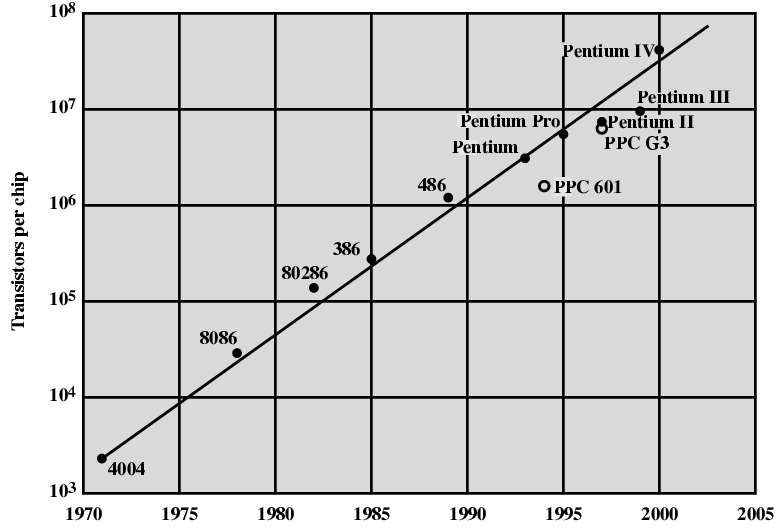 10⁸
Pentium IV
10⁷
Pentium III
Pentium Pro
Pentium II
Pentium
PPC G3
10⁶
486
PPC 601
386
80286
10⁵
8086
10⁴
4004
10³
Transistors per chip
1970 1975 1980 1985 1990 1995 2000 2005